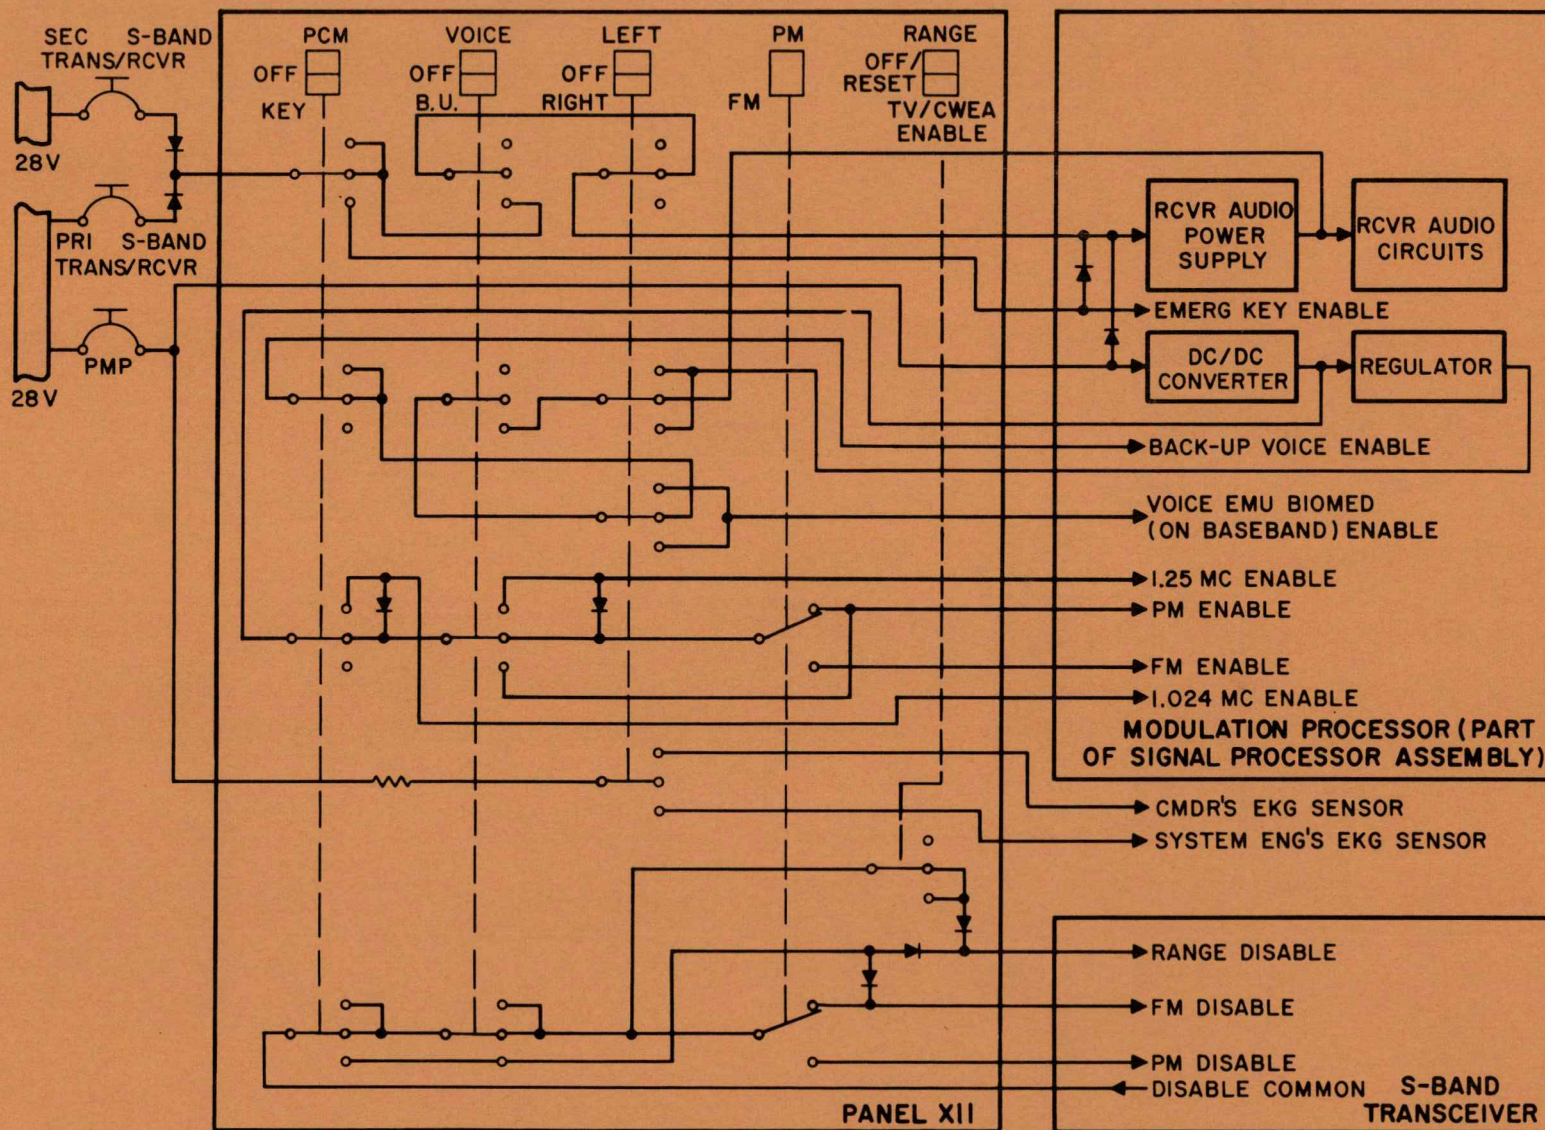 SEC S-BAND
TRANS/RCVR
28V
PRI S-BAND
TRANS/RCVR
PMP
28V
PCM
OFF
KEY
VOICE
OFF
B.U.
LEFT
OFF
RIGHT
PM
FM
RANGE
OFF/
RESET
TV/CWEA
ENABLE
RCVR AUDIO
POWER
SUPPLY
RCVR AUDIO
CIRCUITS
EMERG KEY ENABLE
DC/DC
CONVERTER
REGULATOR
BACK-UP VOICE ENABLE
VOICE EMU BIOMED
(ON BASEBAND) ENABLE
1.25 MC ENABLE
PM ENABLE
FM ENABLE
1.024 MC ENABLE
MODULATION PROCESSOR (PART
OF SIGNAL PROCESSOR ASSEMBLY)
CMDR'S EKG SENSOR
SYSTEM ENG'S EKG SENSOR
RANGE DISABLE
FM DISABLE
PM DISABLE
DISABLE COMMON
S-BAND
TRANSCEIVER
PANEL XII